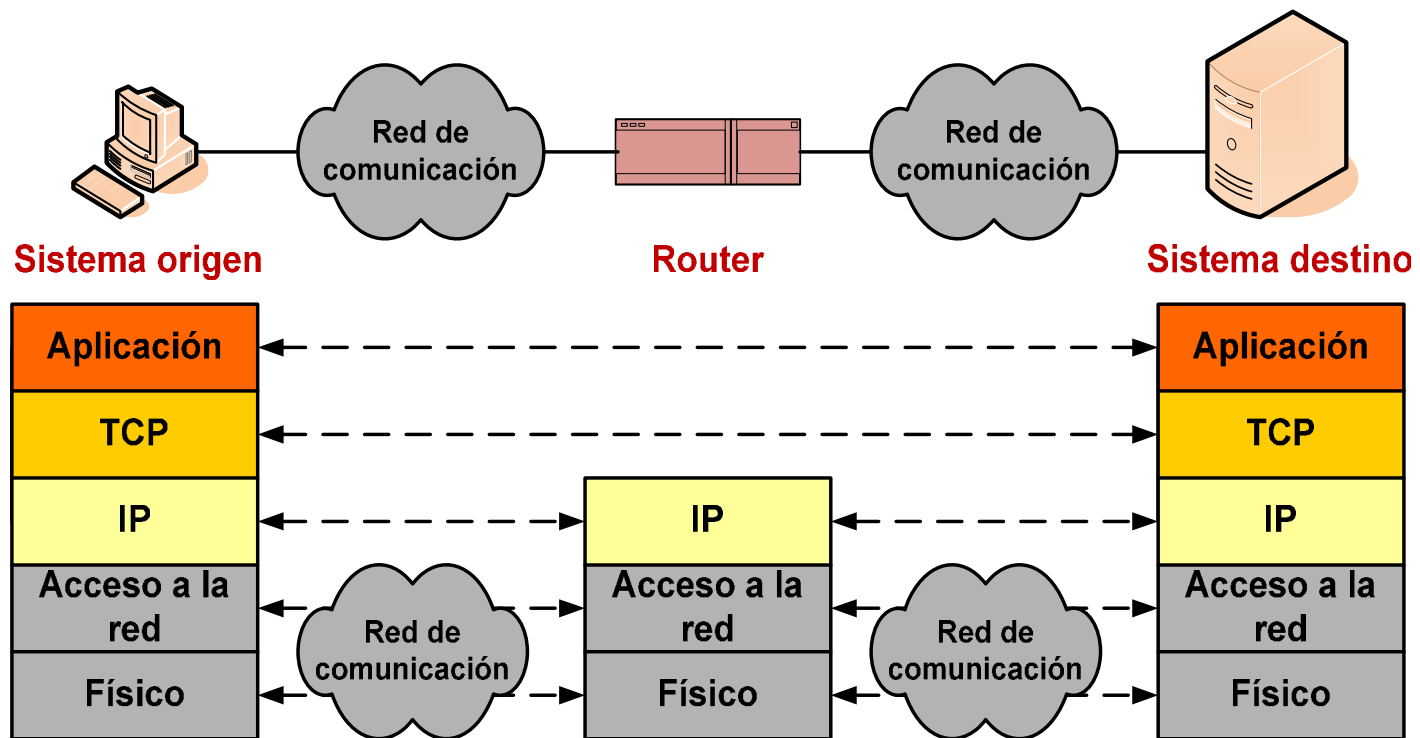 Red de
comunicación
Red de
comunicación
Sistema origen
Router
Sistema destino
Aplicación
Aplicación
TCP
TCP
IP
IP
IP
Acceso a la
red
Red de
comunicación
Acceso a la
red
Red de
comunicación
Acceso a la
red
Físico
Físico
Físico